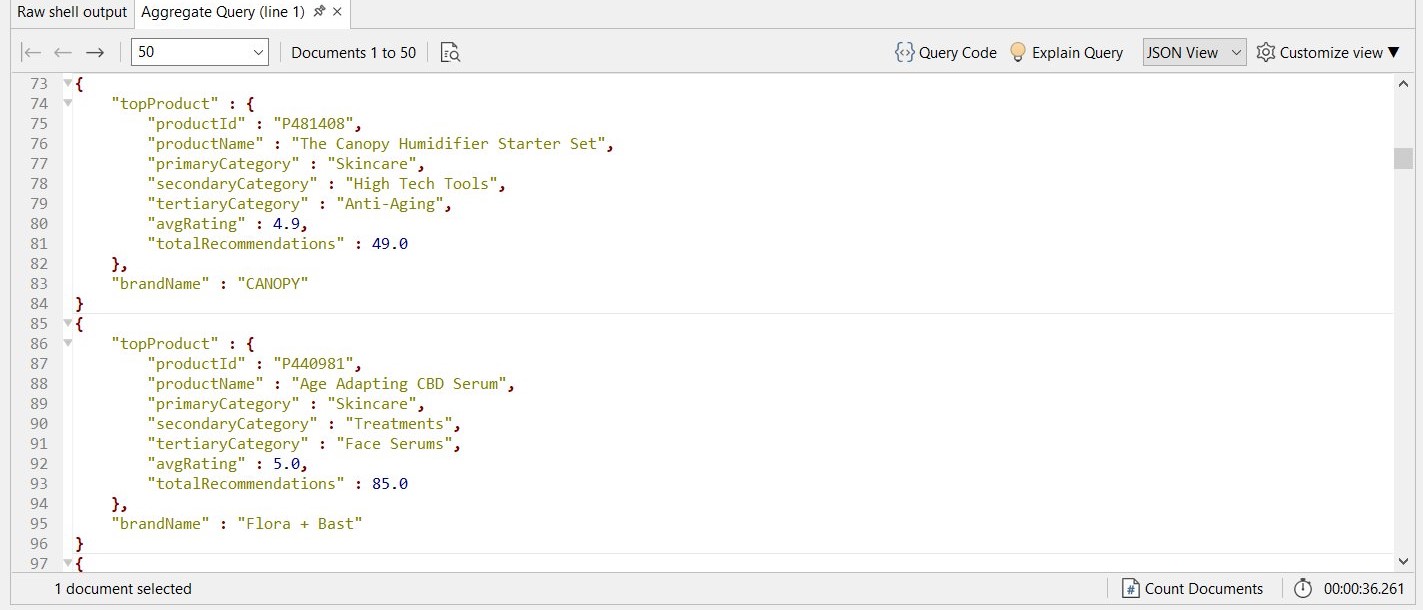 Raw shell output Aggregate Query (line 1)
50 Documents 1 to 50 Query Code Explain Query JSON View Customize view
73 {
74 "topProduct" : {
75 "productId" : "P481408",
76 "productName" : "The Canopy Humidifier Starter Set",
77 "primaryCategory" : "Skincare",
78 "secondaryCategory" : "High Tech Tools",
79 "tertiaryCategory" : "Anti-Aging",
80 "avgRating" : 4.9,
81 "totalRecommendations" : 49.0
82 },
83 "brandName" : "CANOPY"
84 }
85 {
86 "topProduct" : {
87 "productId" : "P440981",
88 "productName" : "Age Adapting CBD Serum",
89 "primaryCategory" : "Skincare",
90 "secondaryCategory" : "Treatments",
91 "tertiaryCategory" : "Face Serums",
92 "avgRating" : 5.0,
93 "totalRecommendations" : 85.0
94 },
95 "brandName" : "Flora + Bast"
96 }
97 {
1 document selected Count Documents 00:00:36.261